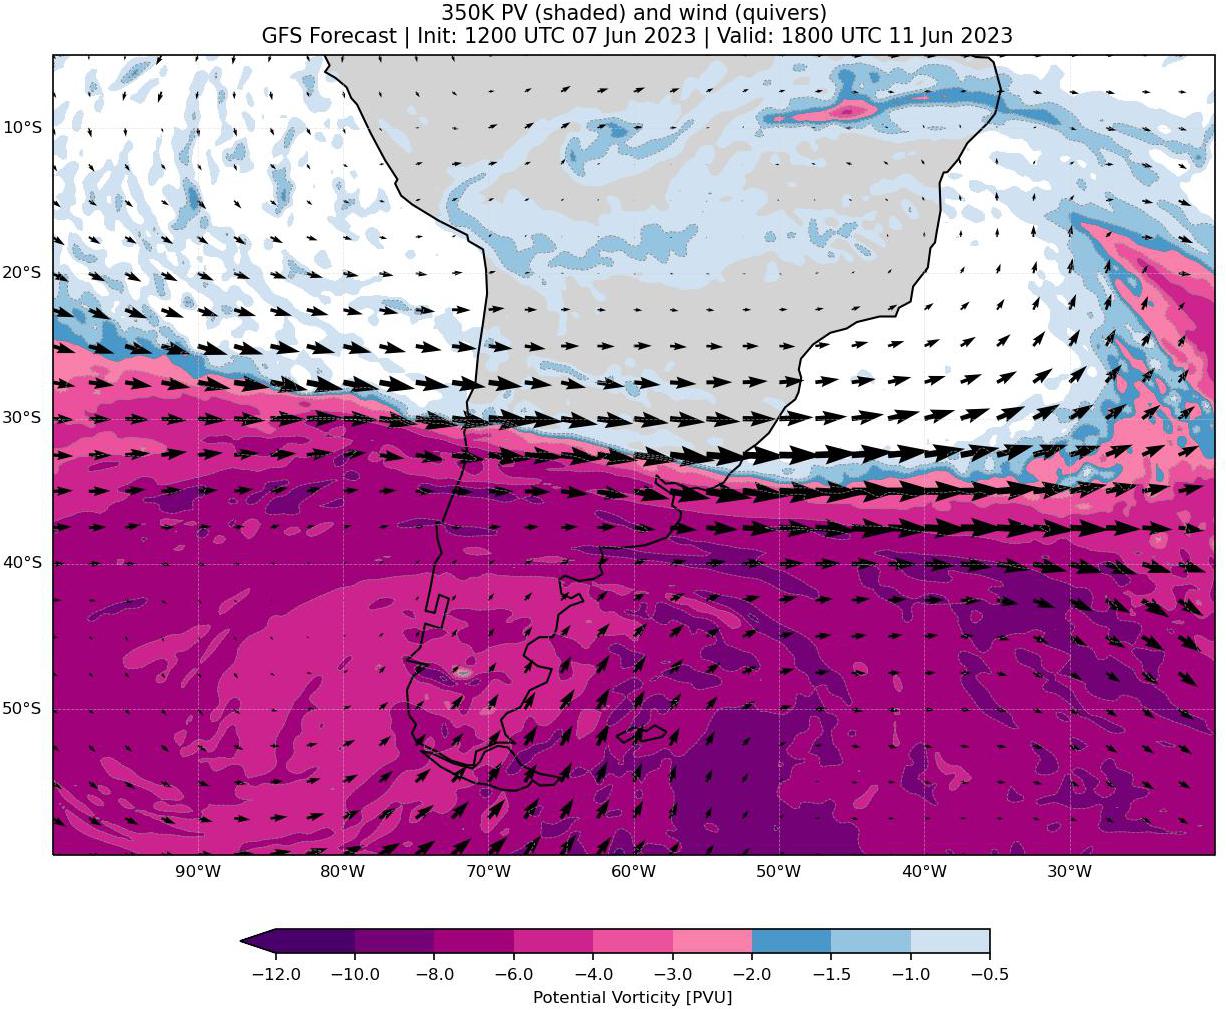 350K PV (shaded) and wind (quivers)
GFS Forecast | Init: 1200 UTC 07 Jun 2023 | Valid: 1800 UTC 11 Jun 2023
10°S
20°S
30°S
40°S
50°S
90°W 80°W 70°W 60°W 50°W 40°W 30°W
−12.0 −10.0 −8.0 −6.0 −4.0 −3.0 −2.0 −1.5 −1.0 −0.5
Potential Vorticity [PVU]